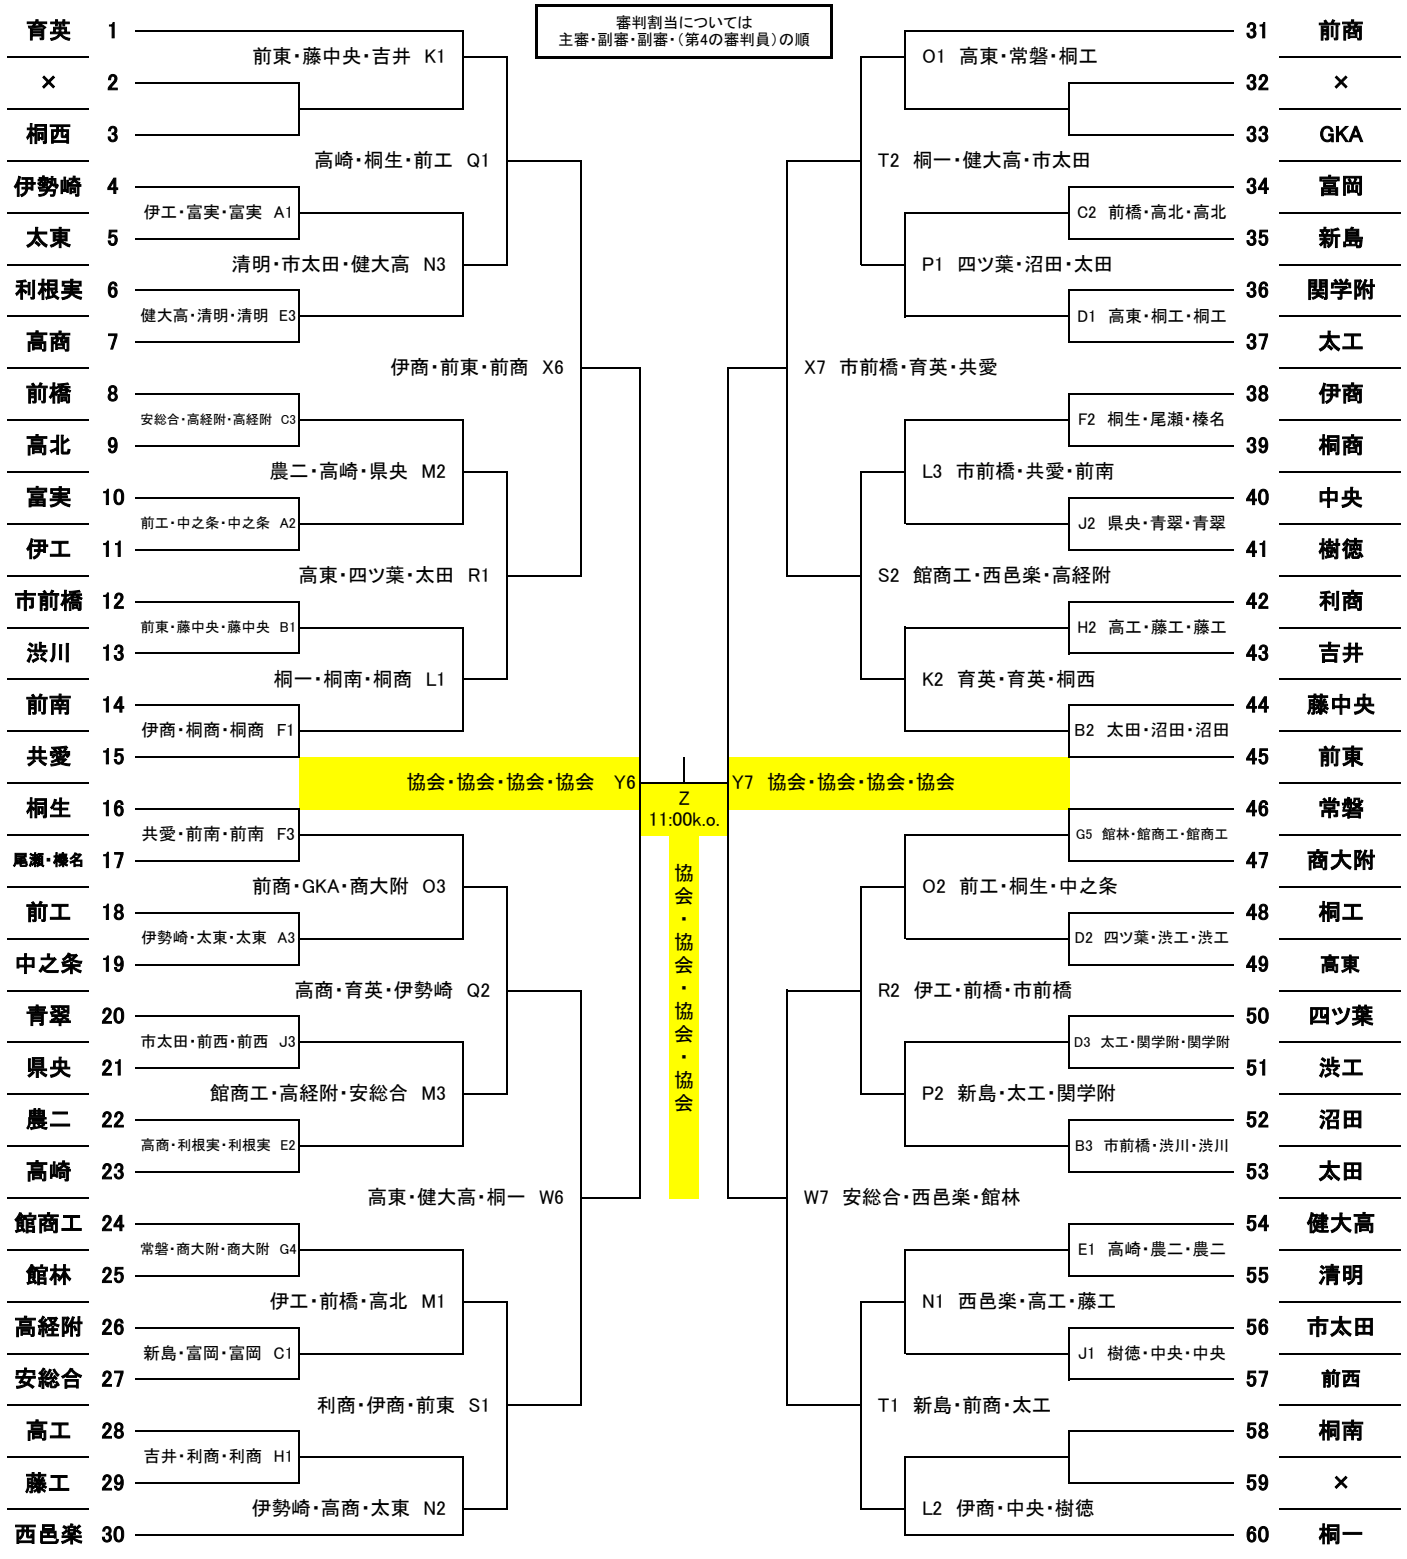 審判割当については
主審・副審・副審・（第4の審判員）の順
育英 1
前東・藤中央・吉井 K1
× 2
桐西 3
高崎・桐生・前工 Q1
伊勢崎 4
伊工・富実・富実 A1
太東 5
清明・市太田・健大高 N3
利根実 6
健大高・清明・清明 E3
高商 7
伊商・前東・前商 X6
前橋 8
安総合・高経附・高経附 C3
高北 9
農二・高崎・県央 M2
富実 10
前工・中之条・中之条 A2
伊工 11
高東・四ツ葉・太田 R1
市前橋 12
前東・藤中央・藤中央 B1
渋川 13
桐一・桐南・桐商 L1
前南 14
伊商・桐商・桐商 F1
共愛 15
協会・協会・協会・協会 Y6
桐生 16
共愛・前南・前南 F3
尾瀬・榛名 17
前商・GKA・商大附 O3
前工 18
伊勢崎・太東・太東 A3
中之条 19
高商・育英・伊勢崎 Q2
青翠 20
市太田・前西・前西 J3
県央 21
館商工・高経附・安総合 M3
農二 22
高商・利根実・利根実 E2
高崎 23
高東・健大高・桐一 W6
館商工 24
常磐・商大附・商大附 G4
館林 25
伊工・前橋・高北 M1
高経附 26
新島・富岡・富岡 C1
安総合 27
利商・伊商・前東 S1
高工 28
吉井・利商・利商 H1
藤工 29
伊勢崎・高商・太東 N2
西邑楽 30
Z
11:00k.o.
協会・協会・協会・協会
31 前商
O1 高東・常磐・桐工
32 ×
33 GKA
T2 桐一・健大高・市太田
34 富岡
C2 前橋・高北・高北
35 新島
P1 四ツ葉・沼田・太田
36 関学附
D1 高東・桐工・桐工
37 太工
X7 市前橋・育英・共愛
38 伊商
F2 桐生・尾瀬・榛名
39 桐商
L3 市前橋・共愛・前南
40 中央
J2 県央・青翠・青翠
41 樹徳
S2 館商工・西邑楽・高経附
42 利商
H2 高工・藤工・藤工
43 吉井
K2 育英・育英・桐西
44 藤中央
B2 太田・沼田・沼田
45 前東
Y7 協会・協会・協会・協会
46 常磐
G5 館林・館商工・館商工
47 商大附
O2 前工・桐生・中之条
48 桐工
D2 四ツ葉・渋工・渋工
49 高東
R2 伊工・前橋・市前橋
50 四ツ葉
D3 太工・関学附・関学附
51 渋工
P2 新島・太工・関学附
52 沼田
B3 市前橋・渋川・渋川
53 太田
W7 安総合・西邑楽・館林
54 健大高
E1 高崎・農二・農二
55 清明
N1 西邑楽・高工・藤工
56 市太田
J1 樹徳・中央・中央
57 前西
T1 新島・前商・太工
58 桐南
59 ×
L2 伊商・中央・樹徳
60 桐一